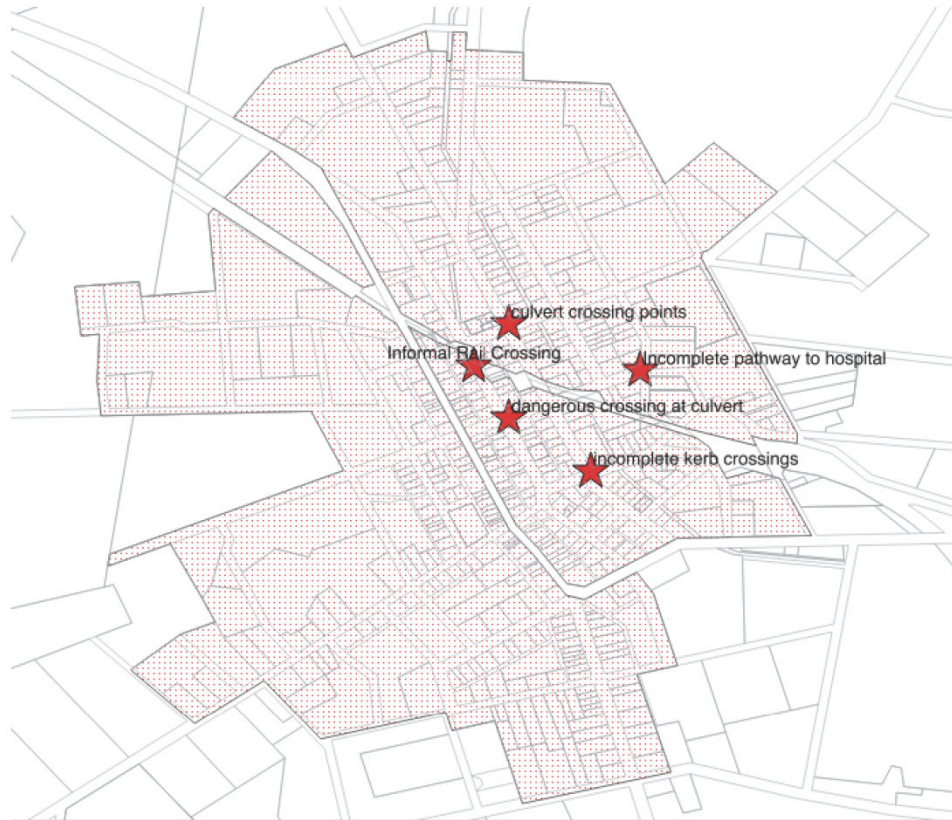 culvert crossing points
Informal Rail Crossing
Incomplete pathway to hospital
dangerous crossing at culvert
incomplete kerb crossings